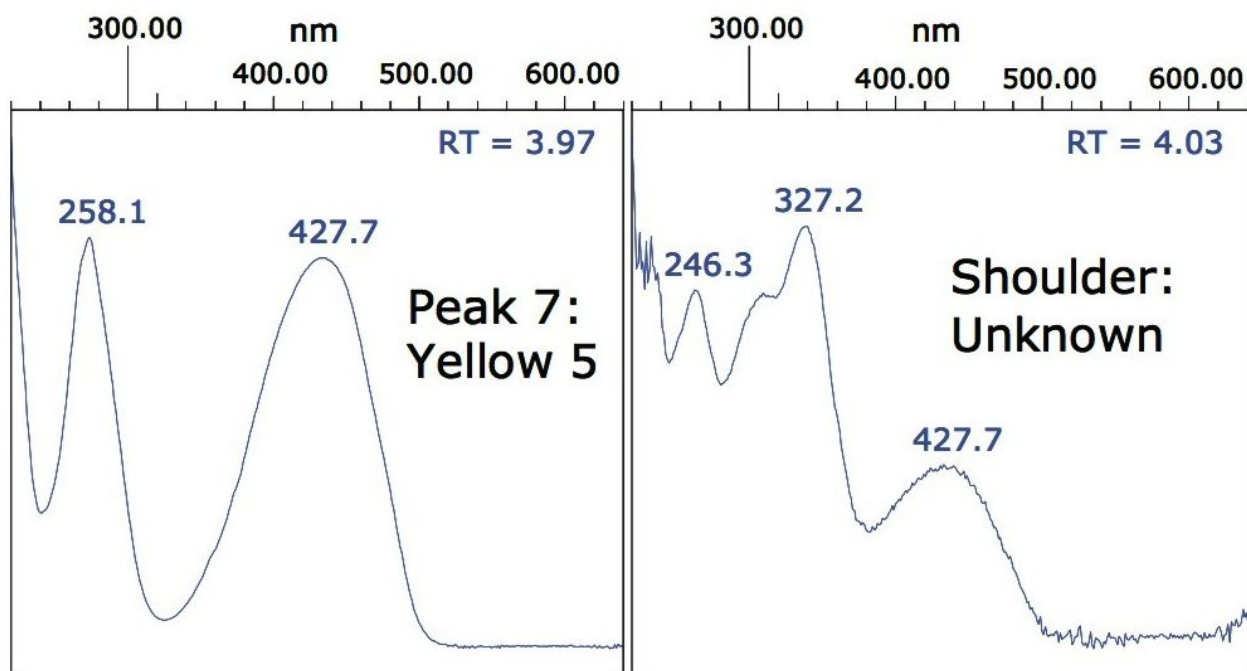 300.00 nm
400.00 500.00 600.00
RT = 3.97
258.1
427.7
Peak 7:
Yellow 5
300.00 nm
400.00 500.00 600.00
RT = 4.03
327.2
246.3
Shoulder:
Unknown
427.7